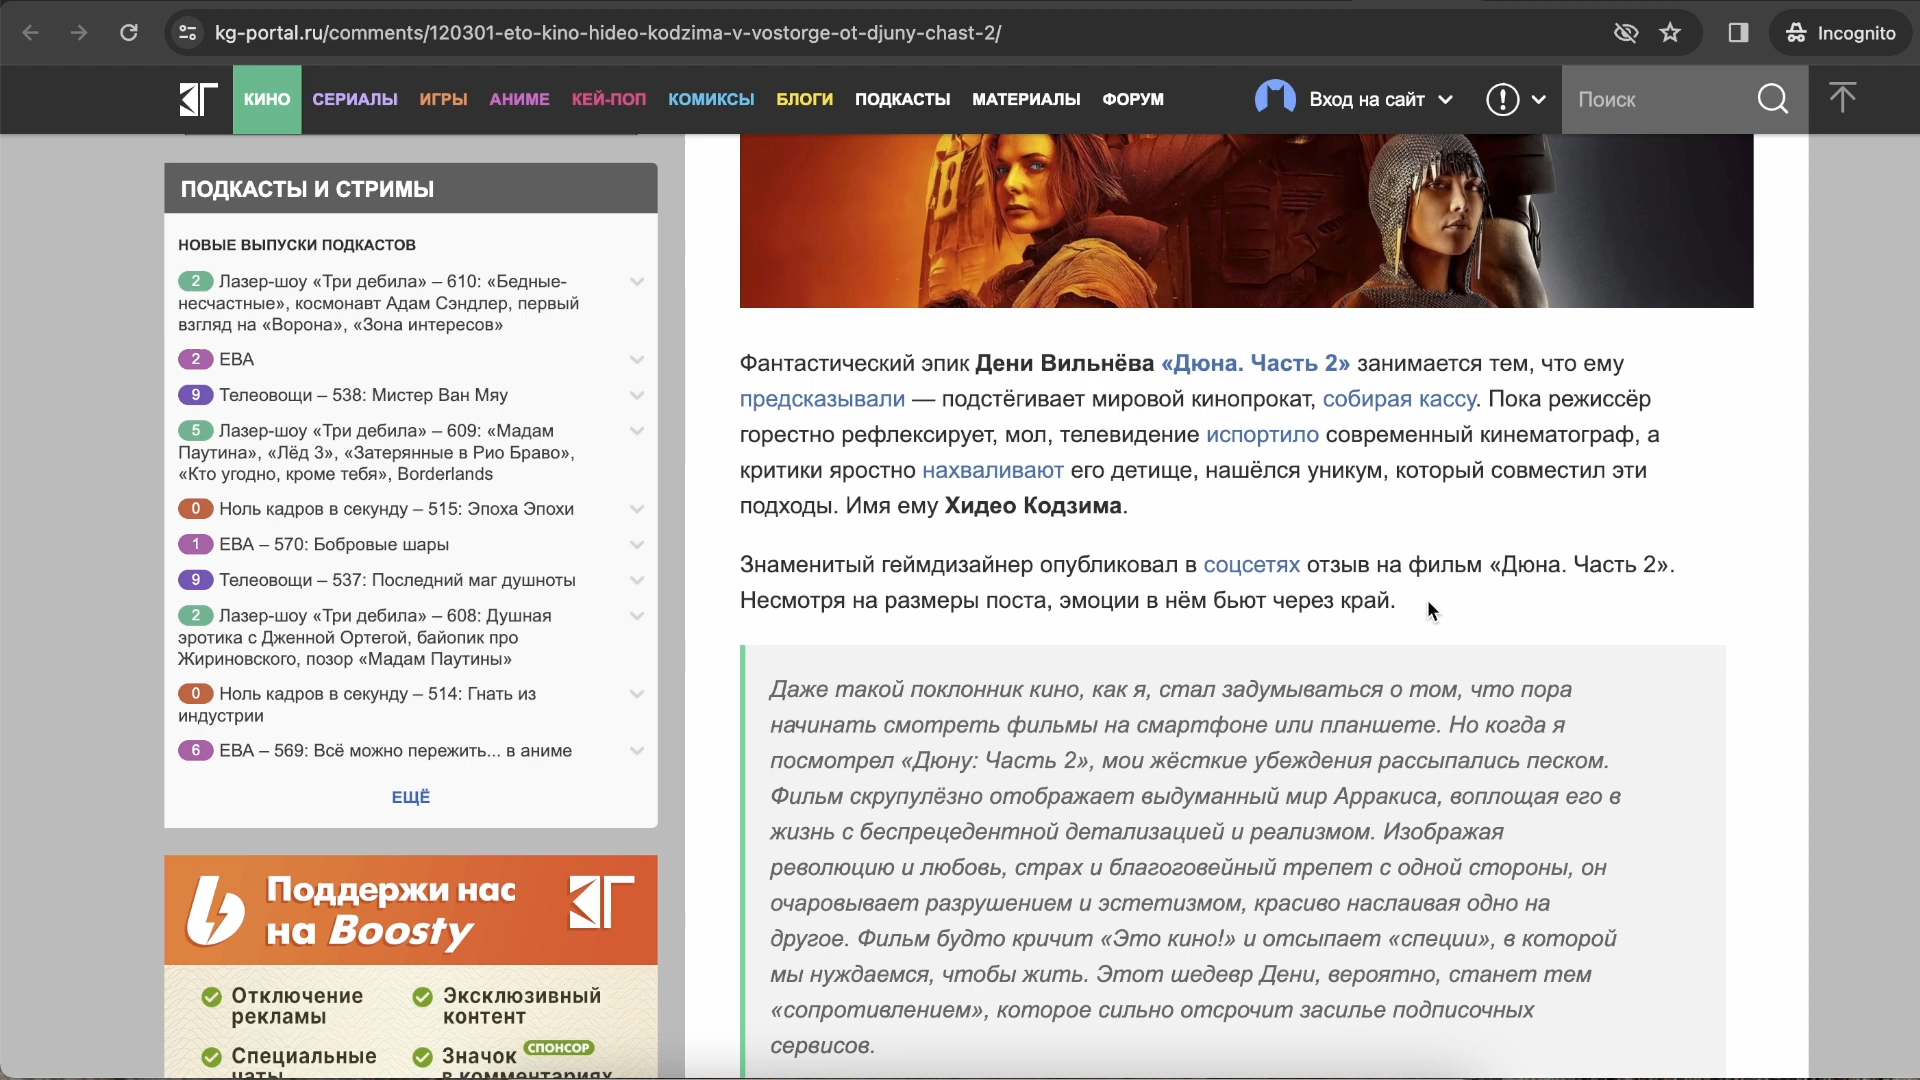 kg-portal.ru/comments/120301-eto-kino-hideo-kodzima-v-vostorge-ot-djuny-chast-2/
Incognito
КГ КИНО СЕРИАЛЫ ИГРЫ АНИМЕ КЕЙ-ПОП КОМИКСЫ БЛОГИ ПОДКАСТЫ МАТЕРИАЛЫ ФОРУМ Вход на сайт Поиск
ПОДКАСТЫ И СТРИМЫ
НОВЫЕ ВЫПУСКИ ПОДКАСТОВ
2 Лазер-шоу «Три дебила» – 610: «Бедные-
несчастные», космонавт Адам Сэндлер, первый
взгляд на «Ворона», «Зона интересов»
2 ЕВА
9 Телеовощи – 538: Мистер Ван Мяу
5 Лазер-шоу «Три дебила» – 609: «Мадам
Паутина», «Лёд 3», «Затерянные в Рио Браво»,
«Кто угодно, кроме тебя», Borderlands
0 Ноль кадров в секунду – 515: Эпоха Эпохи
1 ЕВА – 570: Бобровые шары
9 Телеовощи – 537: Последний маг душноты
2 Лазер-шоу «Три дебила» – 608: Душная
эротика с Дженной Ортегой, байопик про
Жириновского, позор «Мадам Паутины»
0 Ноль кадров в секунду – 514: Гнать из
индустрии
6 ЕВА – 569: Всё можно пережить... в аниме
ЕЩЁ
Поддержи нас
на Boosty
КГ
Отключение
рекламы
Эксклюзивный
контент
Специальные
чаты
Значок СПОНСОР
в комментариях
Фантастический эпик Дени Вильнёва «Дюна. Часть 2» занимается тем, что ему
предсказывали — подстёгивает мировой кинопрокат, собирая кассу. Пока режиссёр
горестно рефлексирует, мол, телевидение испортило современный кинематограф, а
критики яростно нахваливают его детище, нашёлся уникум, который совместил эти
подходы. Имя ему Хидео Кодзима.
Знаменитый геймдизайнер опубликовал в соцсетях отзыв на фильм «Дюна. Часть 2».
Несмотря на размеры поста, эмоции в нём бьют через край.
Даже такой поклонник кино, как я, стал задумываться о том, что пора
начинать смотреть фильмы на смартфоне или планшете. Но когда я
посмотрел «Дюну: Часть 2», мои жёсткие убеждения рассыпались песком.
Фильм скрупулёзно отображает выдуманный мир Арракиса, воплощая его в
жизнь с беспрецедентной детализацией и реализмом. Изображая
революцию и любовь, страх и благоговейный трепет с одной стороны, он
очаровывает разрушением и эстетизмом, красиво наслаивая одно на
другое. Фильм будто кричит «Это кино!» и отсыпает «специи», в которой
мы нуждаемся, чтобы жить. Этот шедевр Дени, вероятно, станет тем
«сопротивлением», которое сильно отсрочит засилье подписочных
сервисов.